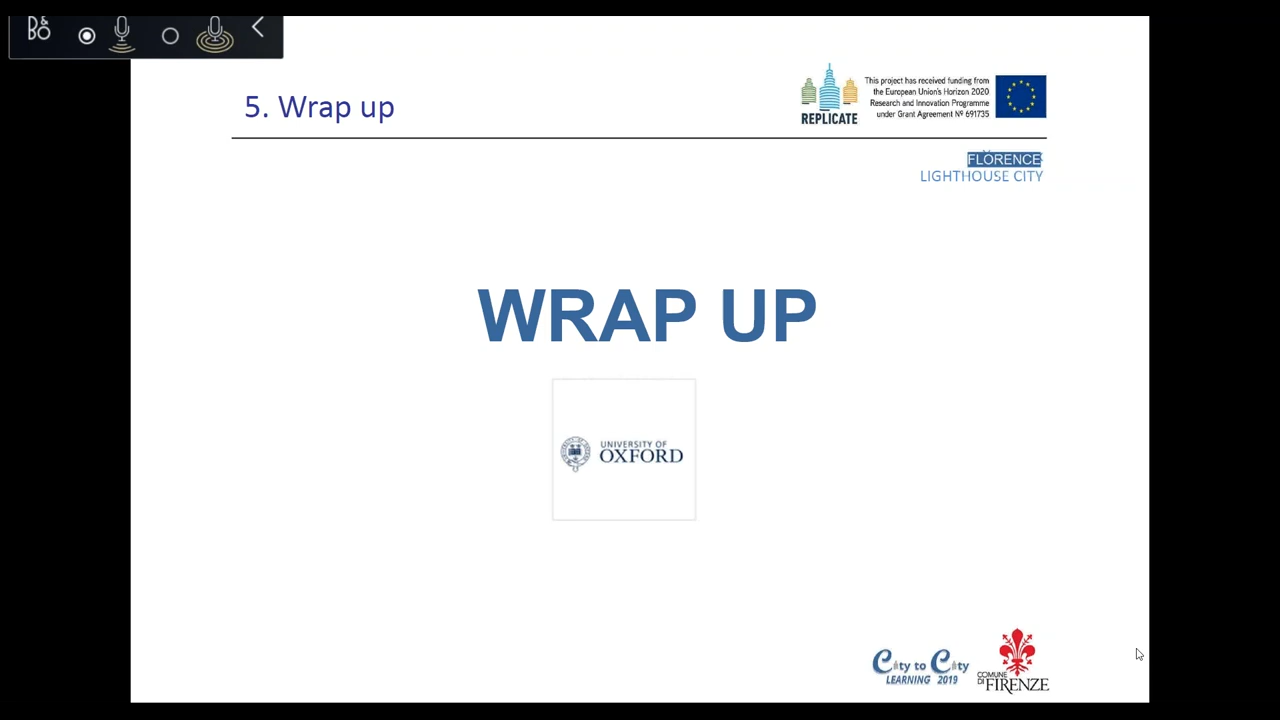 B&O
5. Wrap up
REPLICATE
This project has received funding from
the European Union's Horizon 2020
Research and Innovation Programme
under Grant Agreement Nº 691735
FLORENCE
LIGHTHOUSE CITY
WRAP UP
UNIVERSITY OF
OXFORD
City to City
LEARNING 2019
COMUNE
DI FIRENZE